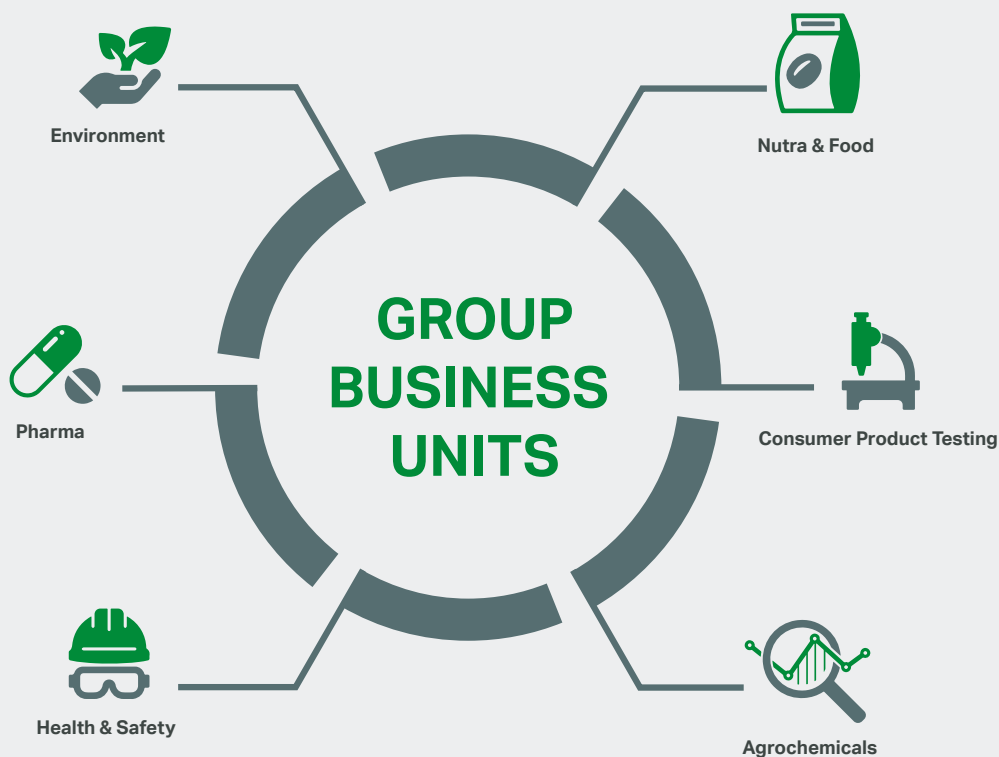 Environment
Nutra & Food
GROUP
BUSINESS
UNITS
Pharma
Consumer Product Testing
Health & Safety
Agrochemicals